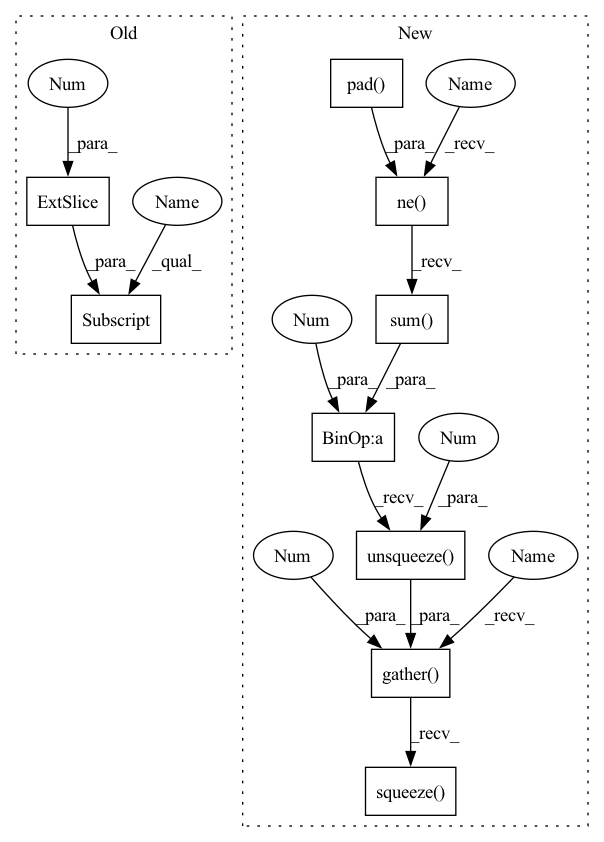 Old
New
Num
pad()
Name
_para_
_para_
_recv_
ExtSlice
Name
ne()
_para_
_qual_
_recv_
Subscript
Num
sum()
_para_
_para_
BinOp:a
Num
_recv_
_para_
Num
unsqueeze()
Name
_para_
_para_
_recv_
gather()
_recv_
squeeze()